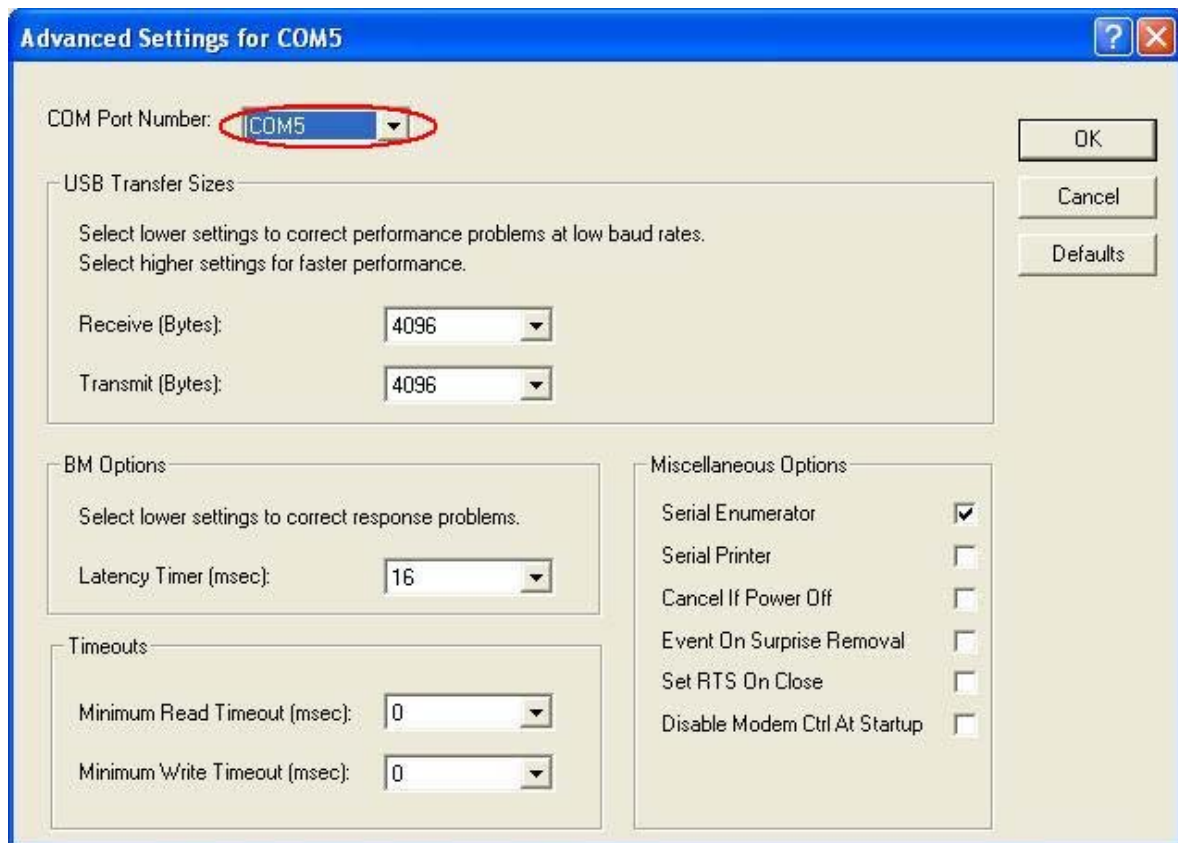 Advanced Settings for COM5
COM Port Number: COM5
OK
Cancel
Defaults
USB Transfer Sizes
Select lower settings to correct performance problems at low baud rates.
Select higher settings for faster performance.
Receive (Bytes): 4096
Transmit (Bytes): 4096
BM Options
Select lower settings to correct response problems.
Latency Timer (msec): 16
Timeouts
Minimum Read Timeout (msec): 0
Minimum Write Timeout (msec): 0
Miscellaneous Options
Serial Enumerator
Serial Printer
Cancel If Power Off
Event On Surprise Removal
Set RTS On Close
Disable Modem Ctrl At Startup